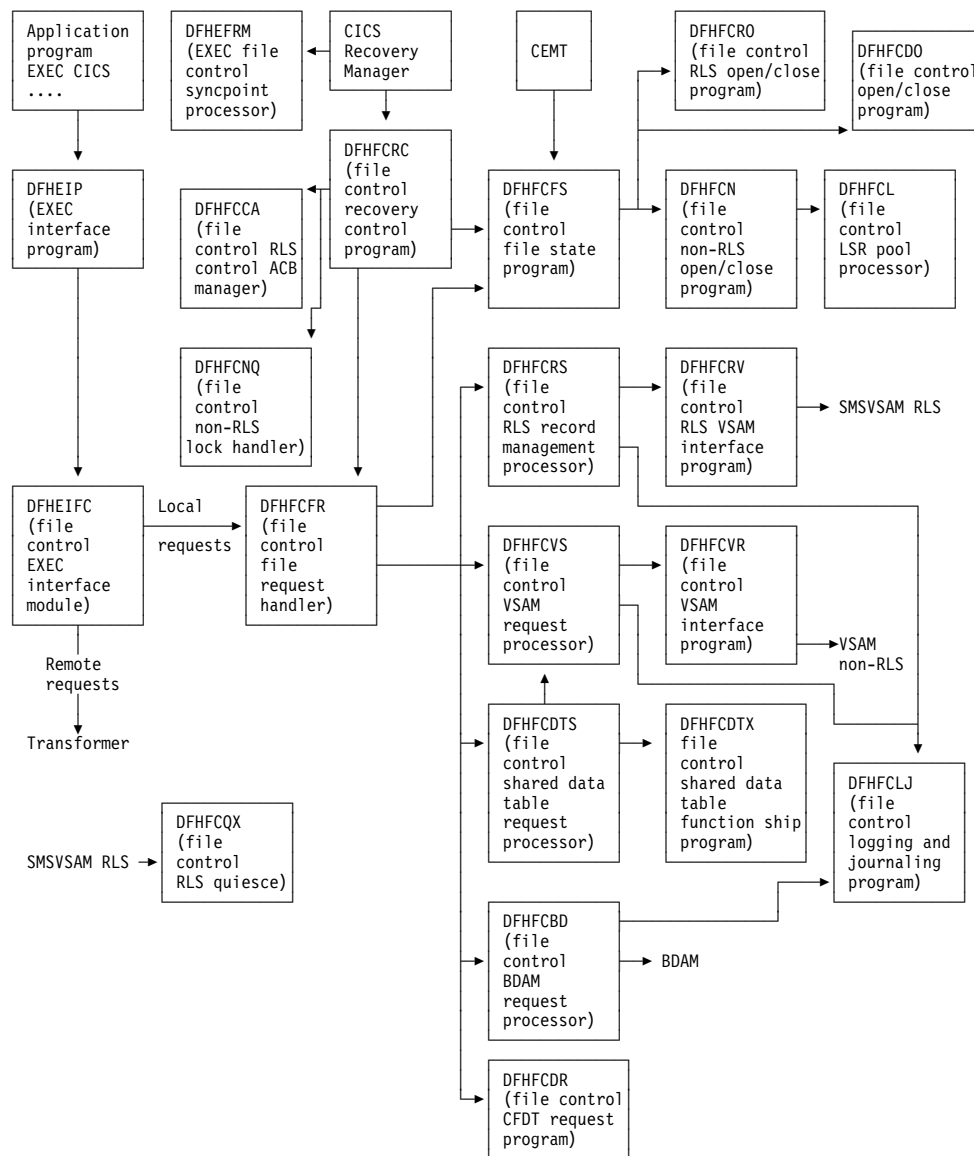 Application
program
EXEC CICS
....
DFHEFRM
(EXEC file
control
syncpoint
processor)
CICS
Recovery
Manager
CEMT
DFHFCRO
(file control
RLS open/close
program)
DFHFCDO
(file control
open/close
program)
DFHEIP
(EXEC
interface
program)
DFHFCCA
(file
control RLS
control ACB
manager)
DFHFCRC
(file
control
recovery
control
program)
DFHFCFS
(file
control
file state
program)
DFHFCN
(file
control
non-RLS
open/close
program)
DFHFCL
(file
control
LSR pool
processor)
DFHFCNQ
(file
control
non-RLS
lock handler)
DFHFCRS
(file
control
RLS record
management
processor)
DFHFCRV
(file
control
RLS VSAM
interface
program)
SMSVSAM RLS
DFHEIFC
(file
control
EXEC
interface
module)
Local
requests
DFHFCFR
(file
control
file
request
handler)
DFHFCVS
(file
control
VSAM
request
processor)
DFHFCVR
(file
control
VSAM
interface
program)
VSAM
non-RLS
Remote
requests
Transformer
DFHFCDTS
(file
control
shared data
table
request
processor)
DFHFCDTX
file
control
shared data
table
function ship
program)
DFHFCLJ
(file
control
logging and
journaling
program)
SMSVSAM RLS
DFHFCQX
(file
control
RLS quiesce)
DFHFCBD
(file
control
BDAM
request
processor)
BDAM
DFHFCDR
(file control
CFDT request
program)